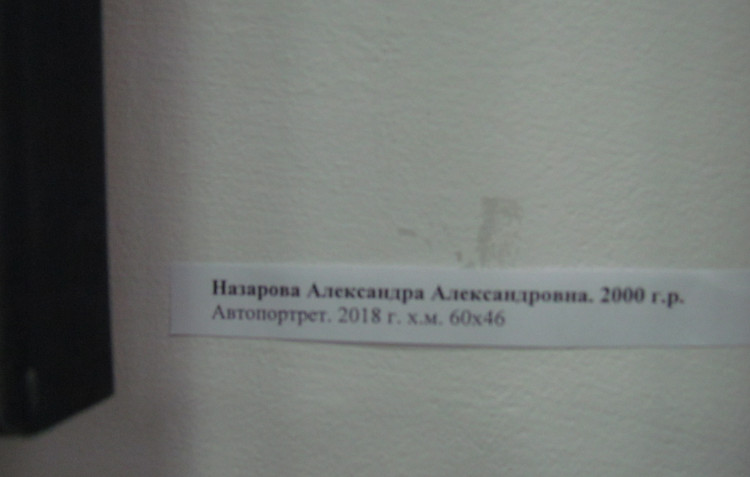 Назарова Александра Александровна. 2000 г.р.
Автопортрет. 2018 г. х.м. 60х46